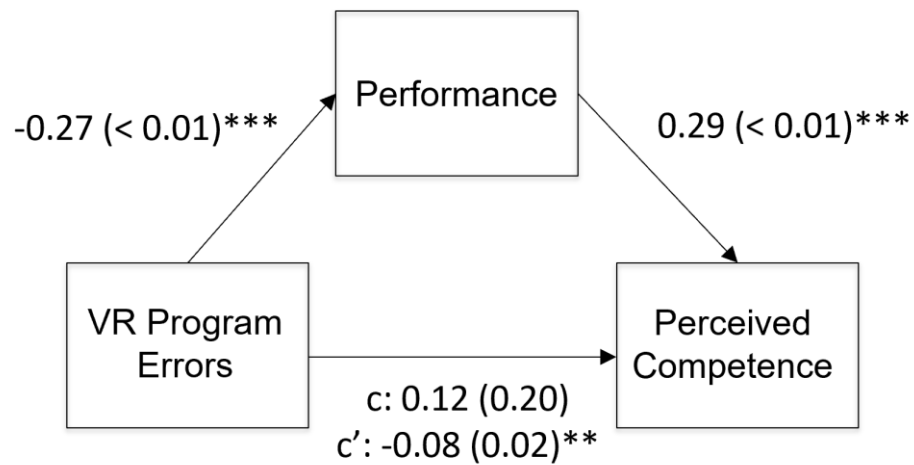 Performance
-0.27 (< 0.01)***
0.29 (< 0.01)***
VR Program
Errors
Perceived
Competence
c: 0.12 (0.20)
c’: -0.08 (0.02)**